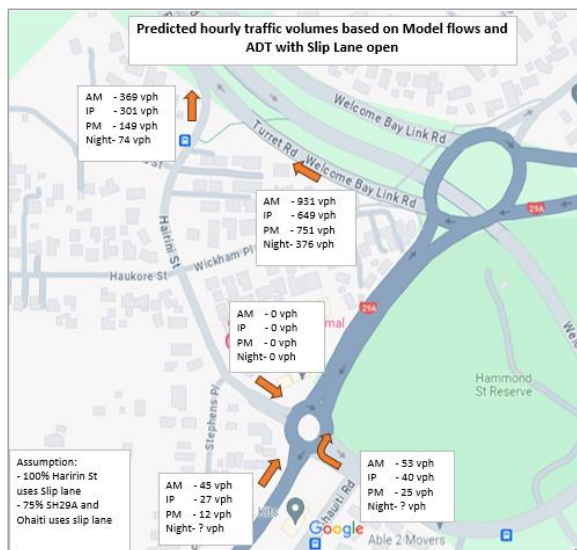 Predicted hourly traffic volumes based on Model flows and
ADT with Slip Lane open
AM - 369 vph
IP - 301 vph
PM - 149 vph
Night- 74 vph
Welcome Bay Link Rd
Turret Rd
Welcome Bay Link Rd
AM - 931 vph
IP - 649 vph
PM - 751 vph
Night- 376 vph
29A
Hairini St
Wickham Pl
Haukore St
29A
AM - 0 vph
IP - 0 vph
PM - 0 vph
Night- 0 vph
Hammond
St Reserve
Stephens Pl
Assumption:
- 100% Haririn St
uses Slip lane
- 75% SH29A and
Ohaiti uses slip lane
AM - 45 vph
IP - 27 vph
PM - 12 vph
Night- ? vph
AM - 53 vph
IP - 40 vph
PM - 25 vph
Night- ? vph
Google
Able 2 Movers